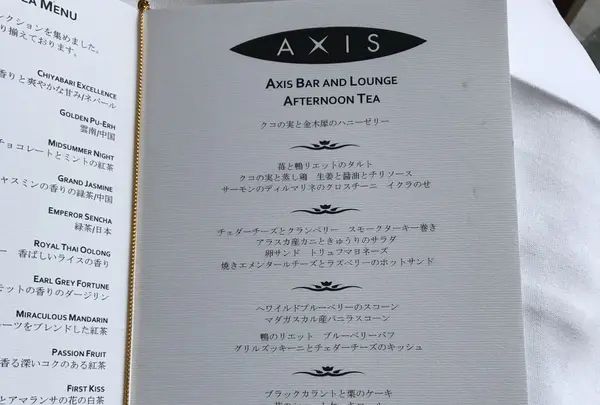 EA MENU
レクションを集めました。
り揃えております。
CHIYABARI EXCELLENCE
香りと爽やかな甘み/ネパール
GOLDEN PU-ERH
雲南/中国
MIDSUMMER NIGHT
チョコレートとミントの紅茶
GRAND JASMINE
ャスミンの香りの緑茶/中国
EMPEROR SENCHA
緑茶/日本
ROYAL THAI OOLONG
ー 香ばしいライスの香り
EARL GREY FORTUNE
モットの香りのダージリン
MIRACULOUS MANDARIN
ーツをブレンドした紅茶
PASSION FRUIT
香る深いコクのある紅茶
FIRST KISS
とアマランサの花の白茶
AXIS
AXIS BAR AND LOUNGE
AFTERNOON TEA
クコの実と金木犀のハニーゼリー
苺と鴨リエットのタルト
クコの実と蒸し鶏 生姜と醤油とチリソース
サーモンのディルマリネのクロスチーニ イクラのせ
チェダーチーズとクランベリー スモークターキー巻き
アラスカ産カニときゅうりのサラダ
卵サンド トリュフマヨネーズ
焼きエメンタールチーズとラズベリーのホットサンド
ヘワイルドブルーベリーのスコーン
マダガスカル産バニラスコーン
鴨のリエット ブルーベリーパフ
グリルズッキーニとチェダーチーズのキッシュ
ブラックカラントと栗のケーキ